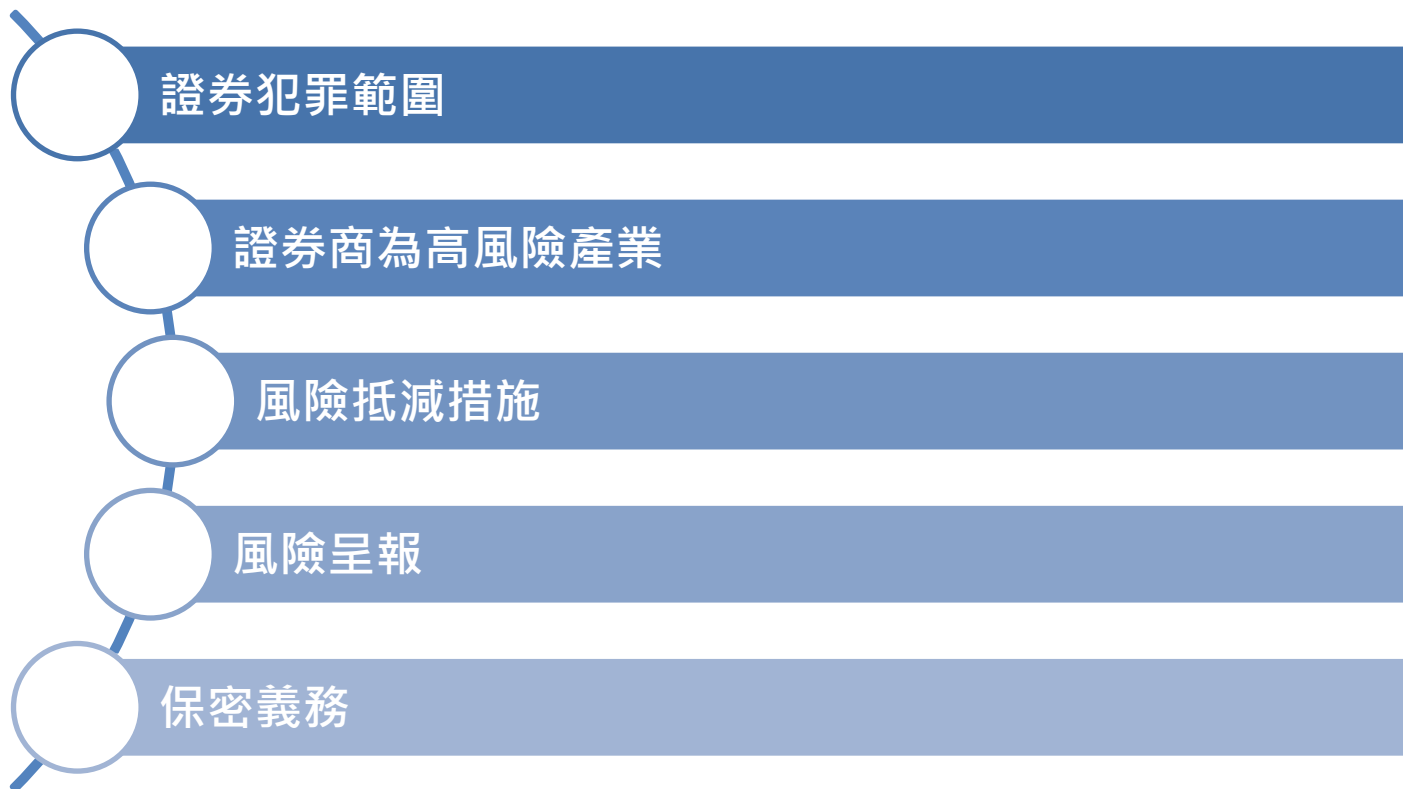 證券犯罪範圍
證券商為高風險產業
風險抵減措施
風險呈報
保密義務